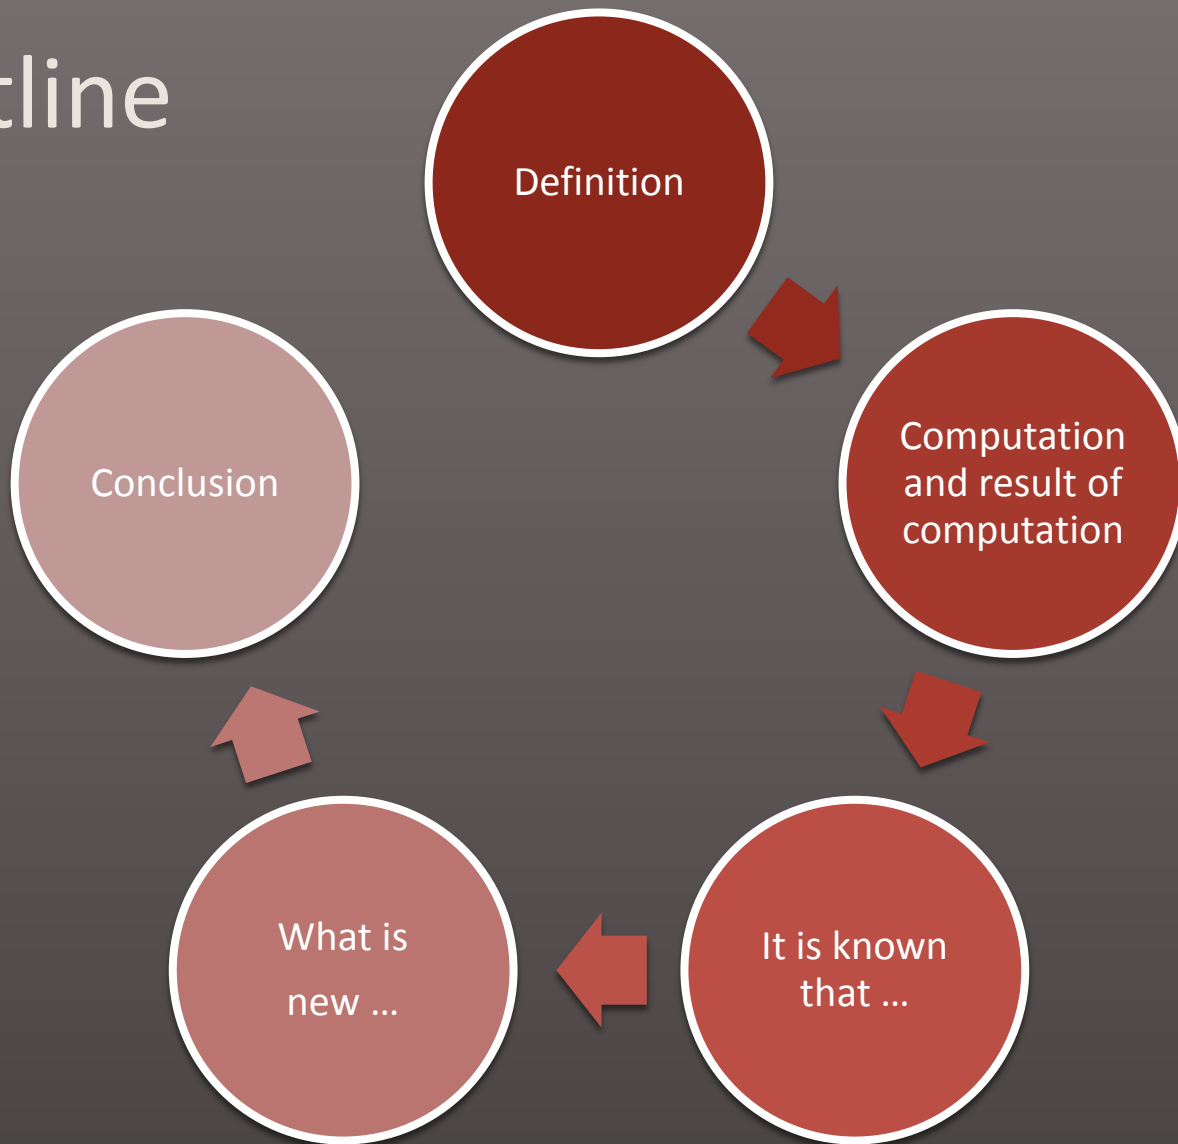 tline
Definition
Computation
and result of
computation
It is known
that ...
What is
new ...
Conclusion